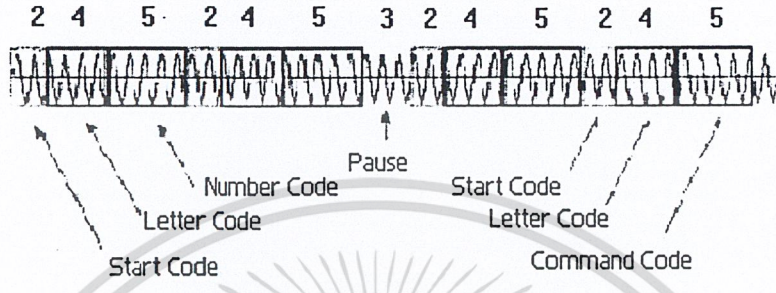 2 4 5 2 4 5 3 2 4 5 2 4 5
Pause
Number Code Start Code
Letter Code Letter Code
Start Code Command Code